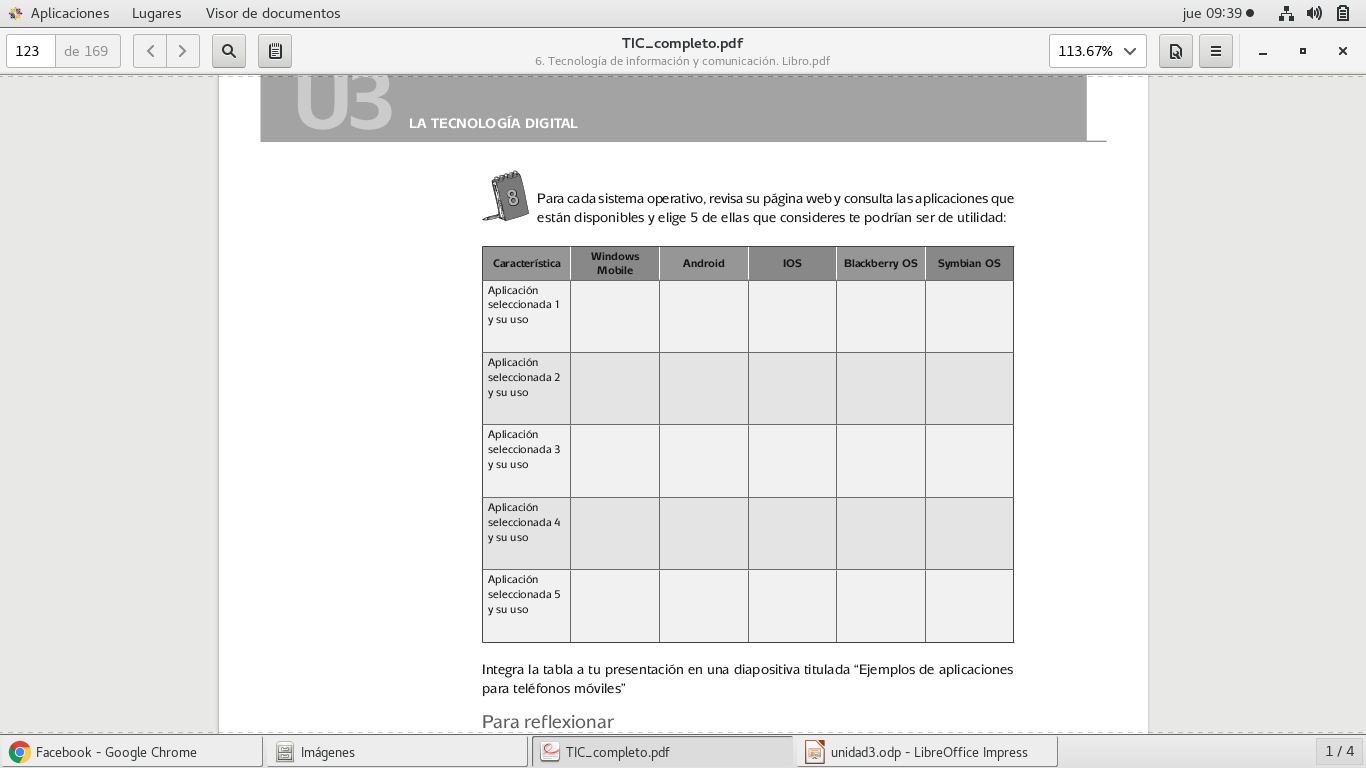 Aplicaciones Lugares Visor de documentos jue 09:39
123 de 169 TIC_completo.pdf 113.67%
6. Tecnología de información y comunicación. Libro.pdf
U3 LA TECNOLOGÍA DIGITAL
8 Para cada sistema operativo, revisa su página web y consulta las aplicaciones que
están disponibles y elige 5 de ellas que consideres te podrían ser de utilidad:
Característica Windows Mobile Android IOS Blackberry OS Symbian OS
Aplicación
seleccionada 1
y su uso
Aplicación
seleccionada 2
y su uso
Aplicación
seleccionada 3
y su uso
Aplicación
seleccionada 4
y su uso
Aplicación
seleccionada 5
y su uso
Integra la tabla a tu presentación en una diapositiva titulada “Ejemplos de aplicaciones
para teléfonos móviles”
Para reflexionar
Facebook - Google Chrome Imágenes TIC_completo.pdf unidad3.odp - LibreOffice Impress 1 / 4